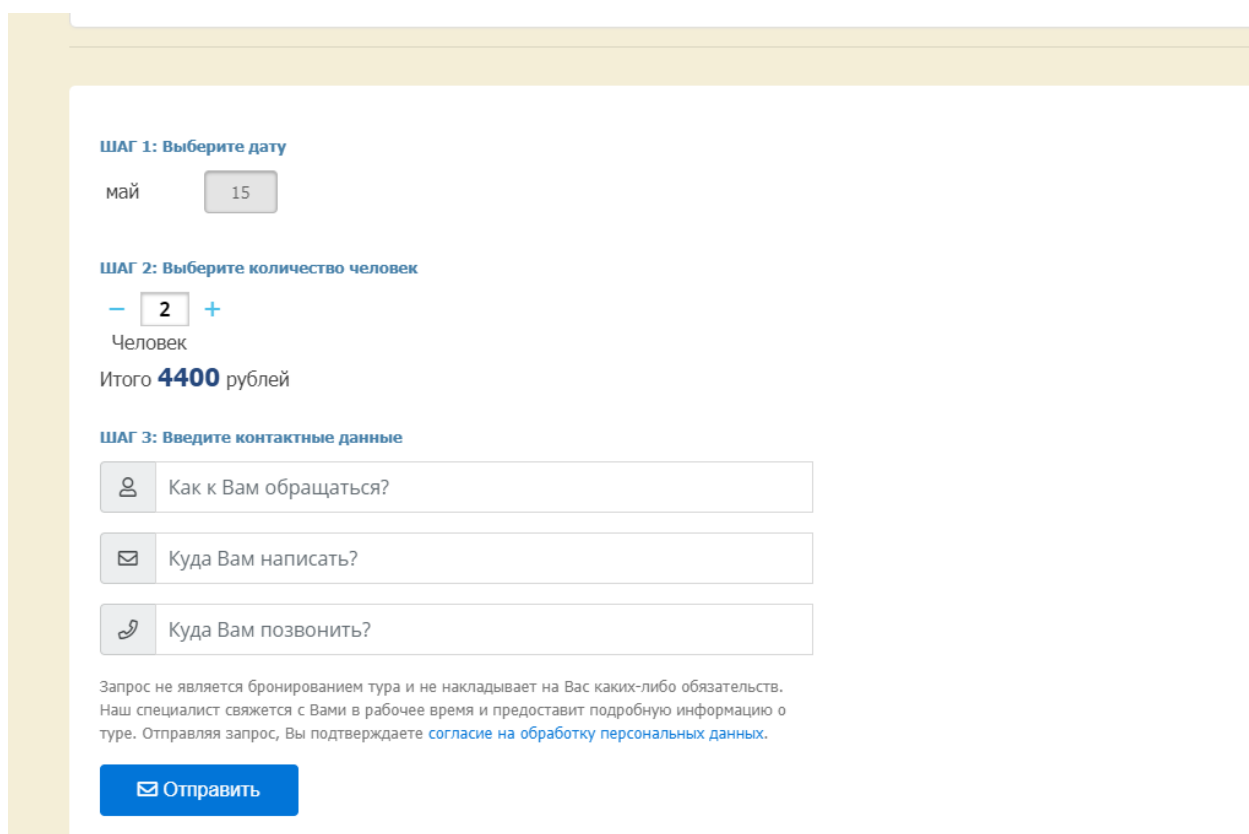 ШАГ 1: Выберите дату
май 15
ШАГ 2: Выберите количество человек
− 2 +
Человек
Итого 4400 рублей
ШАГ 3: Введите контактные данные
Как к Вам обращаться?
Куда Вам написать?
Куда Вам позвонить?
Запрос не является бронированием тура и не накладывает на Вас каких-либо обязательств.
Наш специалист свяжется с Вами в рабочее время и предоставит подробную информацию о
туре. Отправляя запрос, Вы подтверждаете согласие на обработку персональных данных.
Отправить